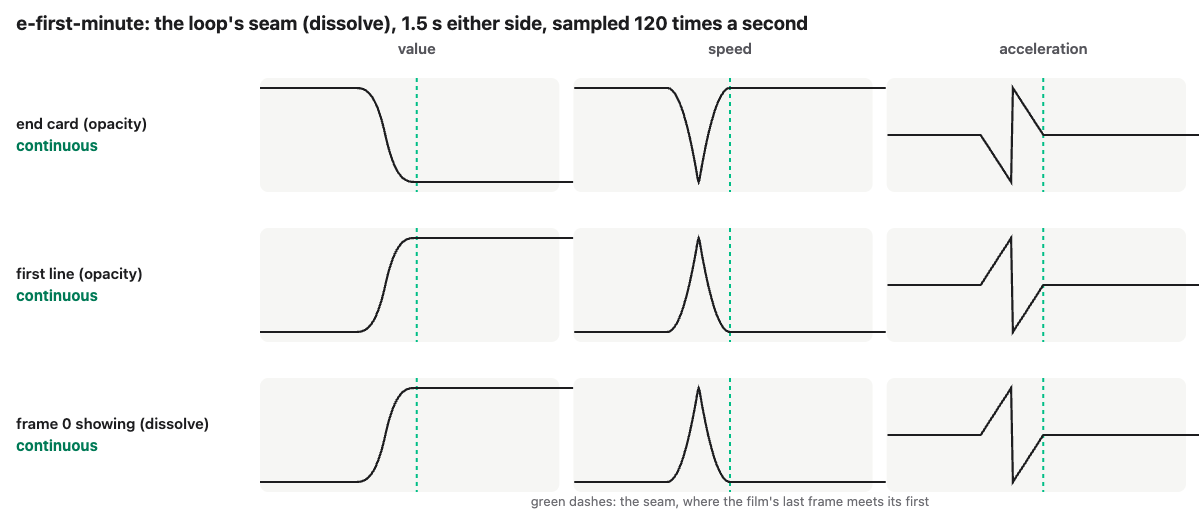 e-first-minute: the loop's seam (dissolve), 1.5 s either side, sampled 120 times a second
value speed acceleration
end card (opacity)
continuous
first line (opacity)
continuous
frame 0 showing (dissolve)
continuous
green dashes: the seam, where the film's last frame meets its first